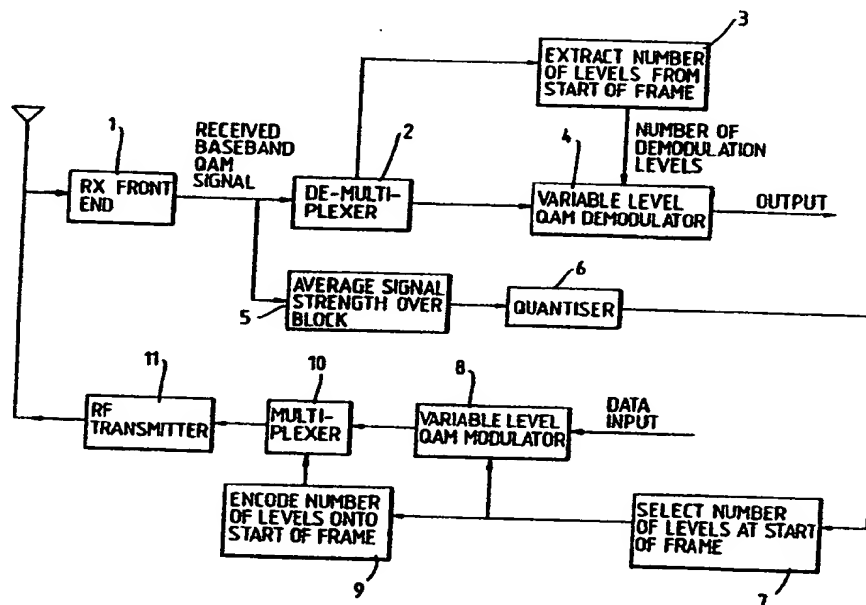 3
EXTRACT NUMBER
OF LEVELS FROM
START OF FRAME
1
RECEIVED
BASEBAND
QAM
SIGNAL
2
NUMBER OF
DEMODULATION
LEVELS
4
RX FRONT
END
DE-MULTI-
PLEXER
VARIABLE LEVEL
QAM DEMODULATOR
OUTPUT
6
AVERAGE SIGNAL
STRENGTH OVER
BLOCK
5
QUANTISER
11
10
8
RF
TRANSMITTER
MULTI-
PLEXER
VARIABLE LEVEL
QAM MODULATOR
DATA
INPUT
ENCODE NUMBER
OF LEVELS ONTO
START OF FRAME
9
SELECT NUMBER
OF LEVELS AT START
OF FRAME
7